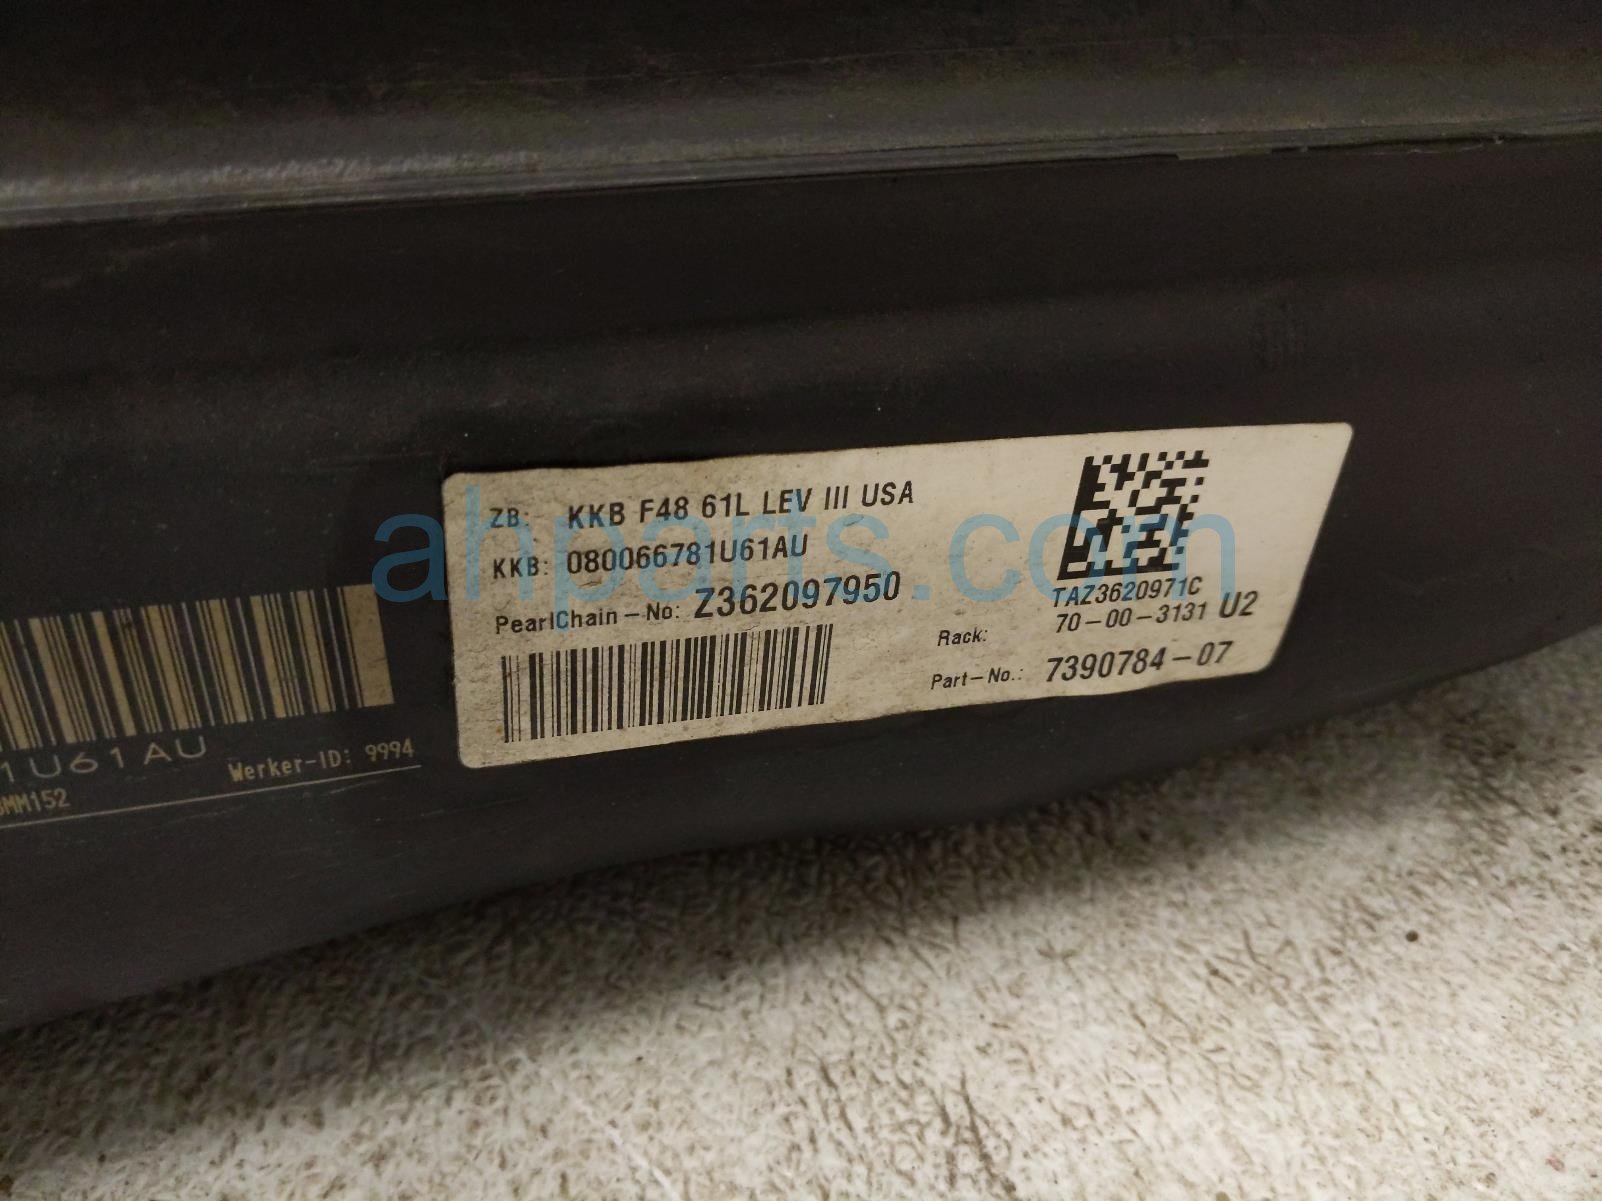 ZB: KKB F48 61L LEV III USA
KKB: 080066781U61AU
PearlChain-No: Z362097950
TAZ3620971C
Rack: 70-00-3131 U2
Part-No.: 7390784-07
1U61AU
Werker-ID: 9994
MM152
ahparts.com